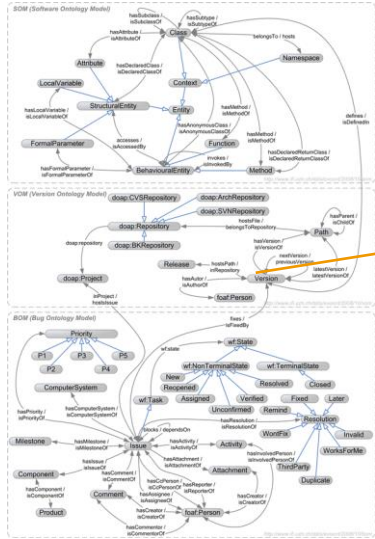 SOM (Software Ontology Model)
hasSubclass /
isSubclassOf
hasSubtype /
isSubtypeOf
Class
hasAttribute /
isAttributeOf
belongsTo / hosts
Attribute
hasDeclaredClass /
isDeclaredClassOf
Namespace
LocalVariable
Context
StructuralEntity
Entity
hasLocalVariable /
isLocalVariableOf
hasAnonymousClass /
isAnonymousClassOf
hasMethod /
isMethodOf
defines /
isDefinedIn
Function
FormalParameter
accesses /
isAccessedBy
hasMethod /
isMethodOf
invokes /
isInvokedBy
hasDeclaredReturnClass /
isDeclaredReturnClassOf
hasFormalParameter /
isFormalParameterOf
BehaviouralEntity
Method
VOM (Version Ontology Model)
doap:CVSRepository
doap:ArchRepository
doap:SVNRepository
hasParent /
isChildOf
doap:Repository
hostsFile /
belongsToRepository
Path
doap:repository
doap:BKRepository
hasVersion /
isVersionOf
nextVersion /
previousVersion
Release
hostsPath /
inRepository
latestVersion /
latestVersionOf
doap:Project
hasAutor /
isAuthorOf
Version
foaf:Person
inProject /
hostsIssue
fixes /
isFixedBy
BOM (Bug Ontology Model)
wf:state
wf:State
Priority
wf:NonTerminalState
wf:TerminalState
P1
P3
P5
New
Resolved
Closed
P2
P4
Reopened
Assigned
Verified
Fixed
Later
ComputerSystem
wf:Task
Unconfirmed
Remind
hasPriority /
isPriorityOf
hasComputerSystem /
isComputerSystemOf
hasResolution /
isResolutionOf
Resolution
blocks / dependsOn
WontFix
Invalid
Milestone
hasMilestone /
isMilestoneOf
Issue
hasActivity /
isActivityOf
Activity
WorksForMe
hasIssue /
isIssueOf
hasAttachment /
isAttachmentOf
hasInvolvedPerson /
isInvolvedPersonOf
ThirdParty
Component
hasComment /
isCommentOf
hasCcPerson /
isCcPersonOf
Attachment
Duplicate
hasComponent /
isComponentOf
hasReporter /
isReporterOf
Comment
hasAssignee /
isAssigneeOf
hasCreator /
isCreatorOf
Product
hasCreator /
isCreatorOf
foaf:Person
hasCommentor /
isCommentorOf